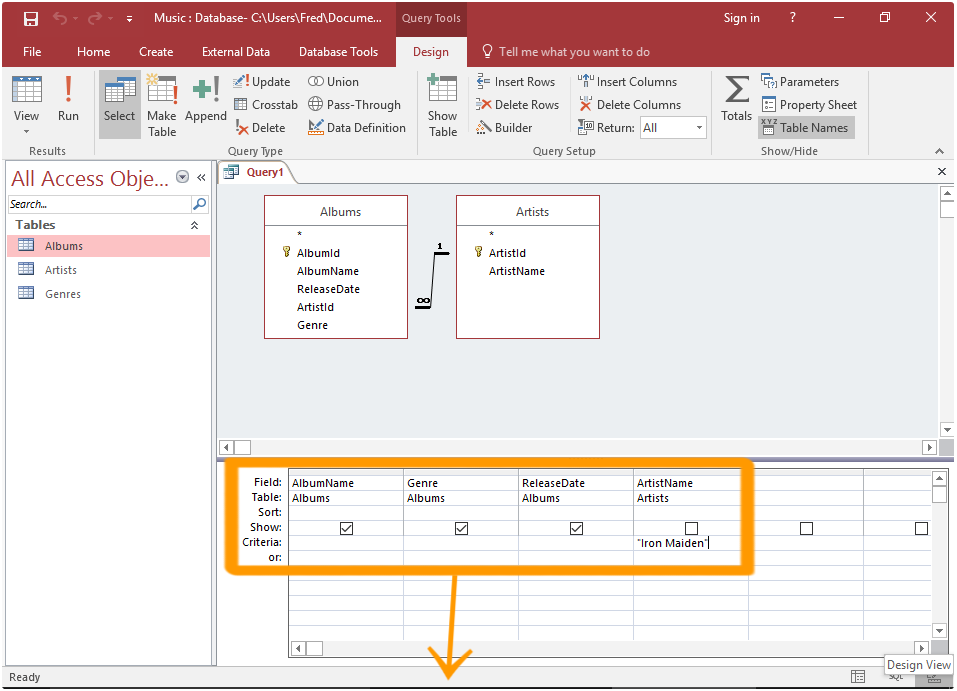 Music : Database- C:\Users\Fred\Docume... Query Tools Sign in ?
File Home Create External Data Database Tools Design Tell me what you want to do
View Run Select Make Table Append Update Crosstab Delete Union Pass-Through Data Definition Show Table Insert Rows Delete Rows Builder Insert Columns Delete Columns Return: All Totals Parameters Property Sheet XYZ Table Names
Results Query Type Query Setup Show/Hide
All Access Obje... «
Search...
Tables
Albums
Artists
Genres
Query1
Albums
*
AlbumId
AlbumName
ReleaseDate
ArtistId
Genre
1
∞
Artists
*
ArtistId
ArtistName
Field: AlbumName Genre ReleaseDate ArtistName
Table: Albums Albums Albums Artists
Sort:
Show:
Criteria: "Iron Maiden"
or:
Design View
Ready SQL